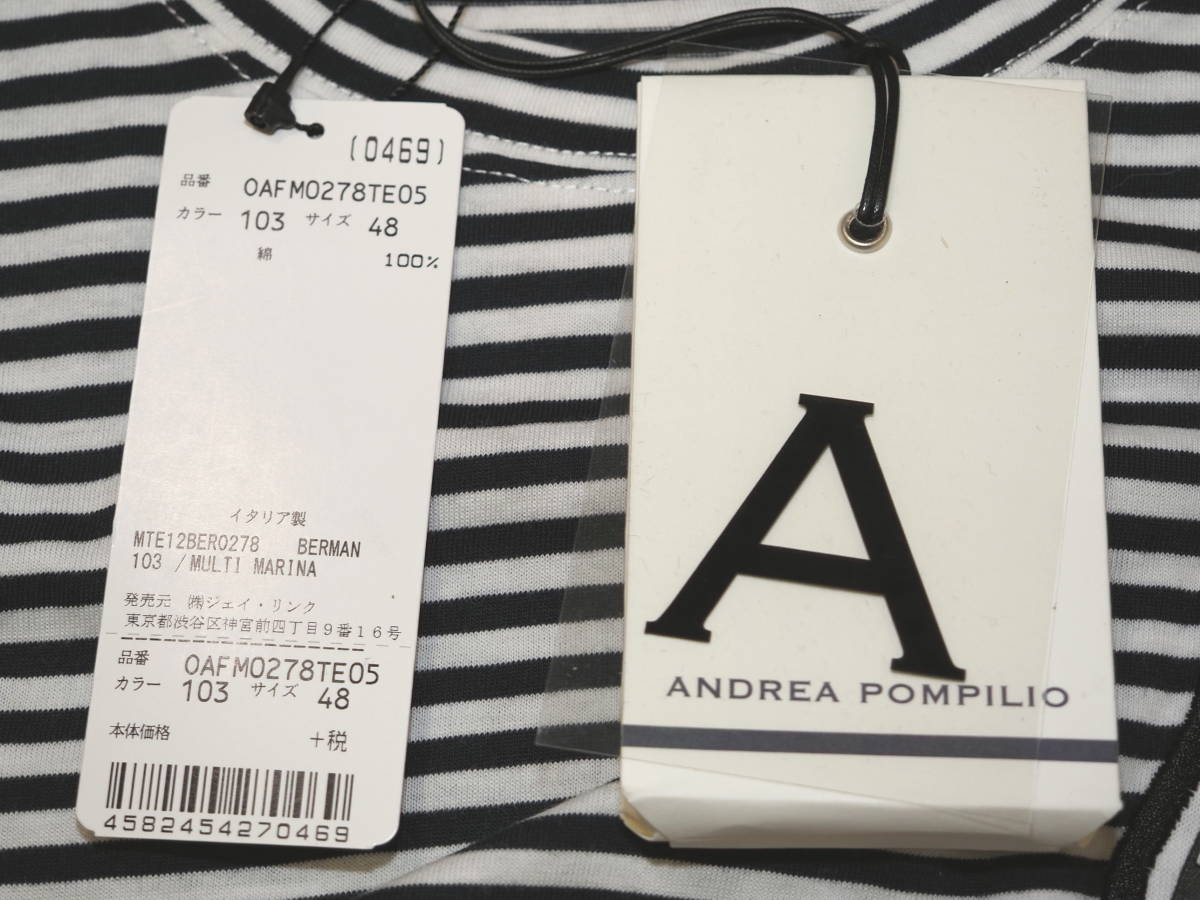 (0469)
品番 OAFM0278TE05
カラー 103 サイズ 48
綿 100%
イタリア製
MTE12BER0278 BERMAN
103 /MULTI MARINA
発売元 ㈱ジェイ・リンク
東京都渋谷区神宮前四丁目9番16号
品番 OAFM0278TE05
カラー 103 サイズ 48
本体価格 +税
4582454270469
A
ANDREA POMPILIO